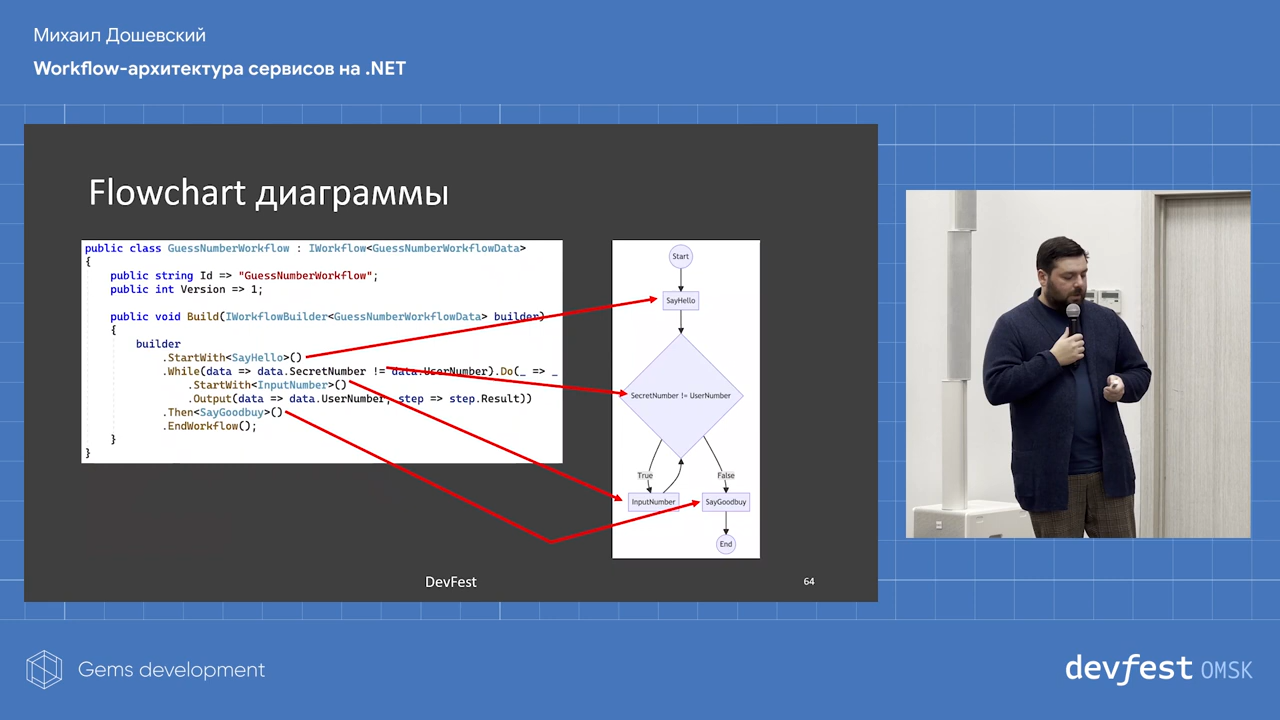 Михаил Дошевский
Workflow-архитектура сервисов на .NET
Flowchart диаграммы
public class GuessNumberWorkflow : IWorkflow<GuessNumberWorkflowData>
{
public string Id => "GuessNumberWorkflow";
public int Version => 1;
public void Build(IWorkflowBuilder<GuessNumberWorkflowData> builder)
{
builder
.StartWith<SayHello>()
.While(data => data.SecretNumber != data.UserNumber).Do(_ => _
.StartWith<InputNumber>()
.Output(data => data.UserNumber, step => step.Result))
.Then<SayGoodbuy>()
.EndWorkflow();
}
}
Start
SayHello
SecretNumber != UserNumber
True
False
InputNumber
SayGoodbuy
End
DevFest
64
Gems development
devfest OMSK